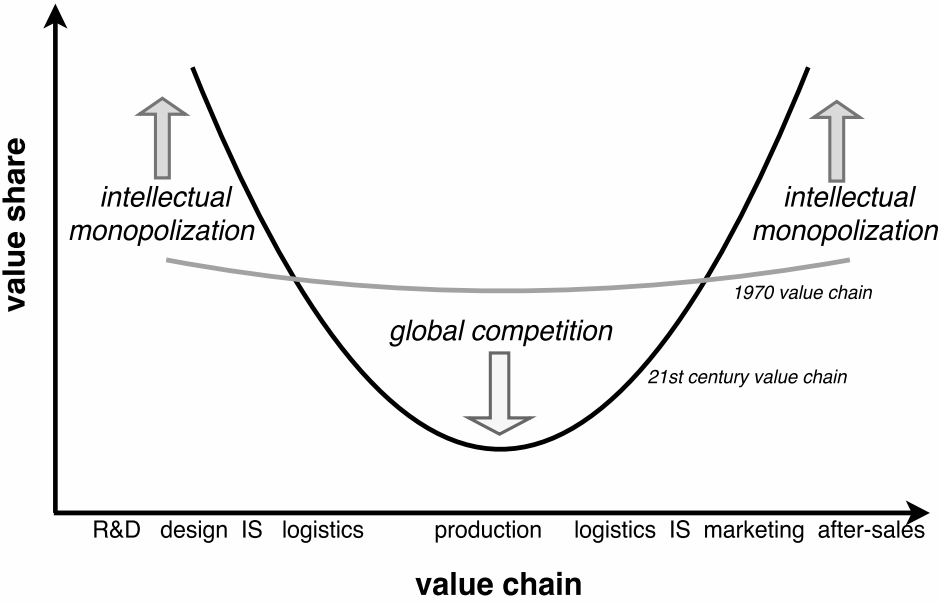 value share
intellectual
monopolization
intellectual
monopolization
1970 value chain
global competition
21st century value chain
R&D design IS logistics production logistics IS marketing after-sales
value chain